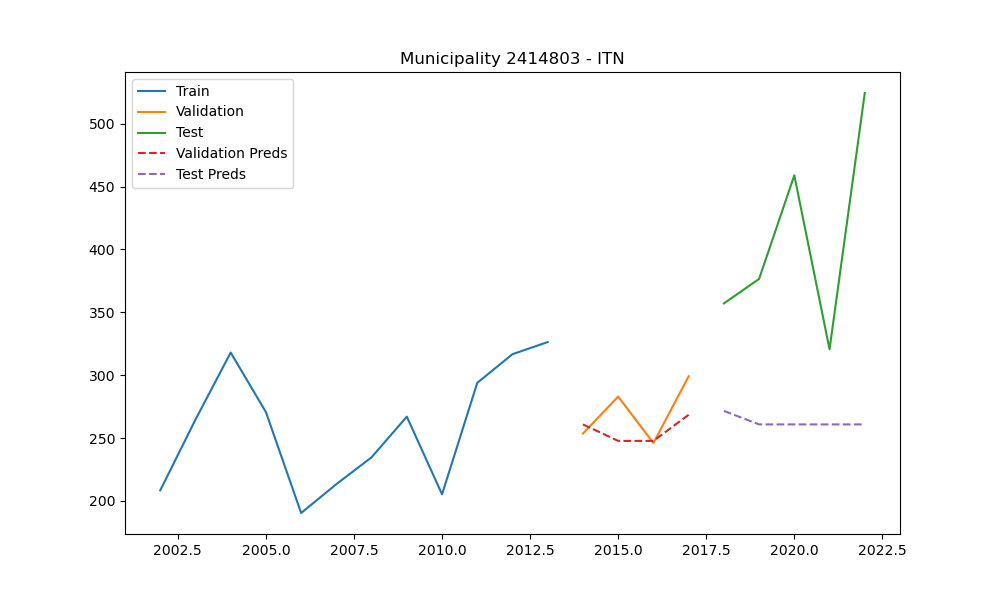 Municipality 2414803 - ITN
Train
Validation
Test
Validation Preds
Test Preds
500
450
400
350
300
250
200
2002.5 2005.0 2007.5 2010.0 2012.5 2015.0 2017.5 2020.0 2022.5